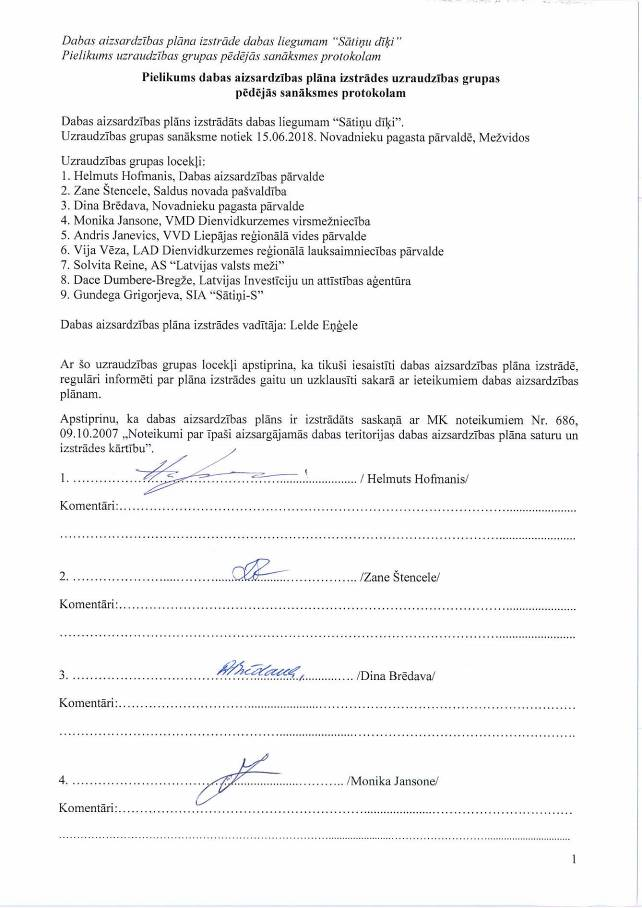 Dabas aizsardzības plāna izstrāde dabas liegumam “Sātiņu dīķi”
Pielikums uzraudzības grupas pēdējās sanāksmes protokolam
Pielikums dabas aizsardzības plāna izstrādes uzraudzības grupas
pēdējās sanāksmes protokolam
Dabas aizsardzības plāns izstrādāts dabas liegumam “Sātiņu dīķi”.
Uzraudzības grupas sanāksme notiek 15.06.2018. Novadnieku pagasta pārvaldē, Mežvidos
Uzraudzības grupas locekļi:
1. Helmuts Hofmanis, Dabas aizsardzības pārvalde
2. Zane Štencele, Saldus novada pašvaldība
3. Dina Brēdava, Novadnieku pagasta pārvalde
4. Monika Jansone, VMD Dienvidkurzemes virsmežniecība
5. Andris Janevics, VVD Liepājas reģionālā vides pārvalde
6. Vija Vēza, LAD Dienvidkurzemes reģionālā lauksaimniecības pārvalde
7. Solvita Reine, AS “Latvijas valsts meži”
8. Dace Dumbere-Bregže, Latvijas Investīciju un attīstības aģentūra
9. Gundega Grigorjeva, SIA “Sātiņi-S”
Dabas aizsardzības plāna izstrādes vadītāja: Lelde Eņģele
Ar šo uzraudzības grupas locekļi apstiprina, ka tikuši iesaistīti dabas aizsardzības plāna izstrādē,
regulāri informēti par plāna izstrādes gaitu un uzklausīti sakarā ar ieteikumiem dabas aizsardzības
plānam.
Apstiprinu, ka dabas aizsardzības plāns ir izstrādāts saskaņā ar MK noteikumiem Nr. 686,
09.10.2007 „Noteikumi par īpaši aizsargājamās dabas teritorijas dabas aizsardzības plāna saturu un
izstrādes kārtību”.
1. ........................ / Helmuts Hofmanis/
Komentāri:........................
2. ........................ /Zane Štencele/
Komentāri:........................
3. ........................ /Dina Brēdava/
Komentāri:........................
4. ........................ /Monika Jansone/
Komentāri:........................
1